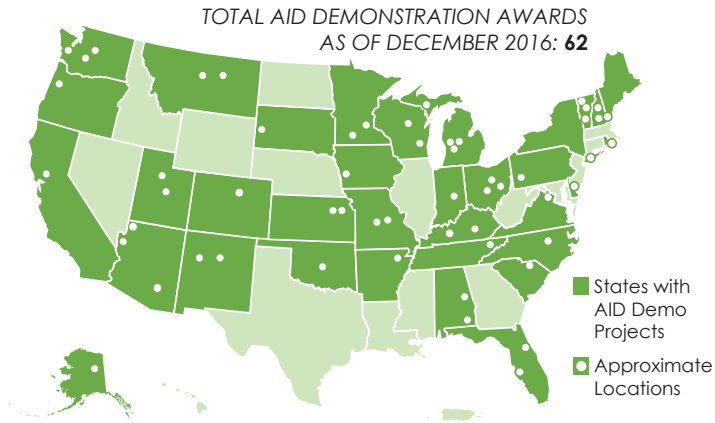 TOTAL AID DEMONSTRATION AWARDS
AS OF DECEMBER 2016: 62
States with
AID Demo
Projects
Approximate
Locations